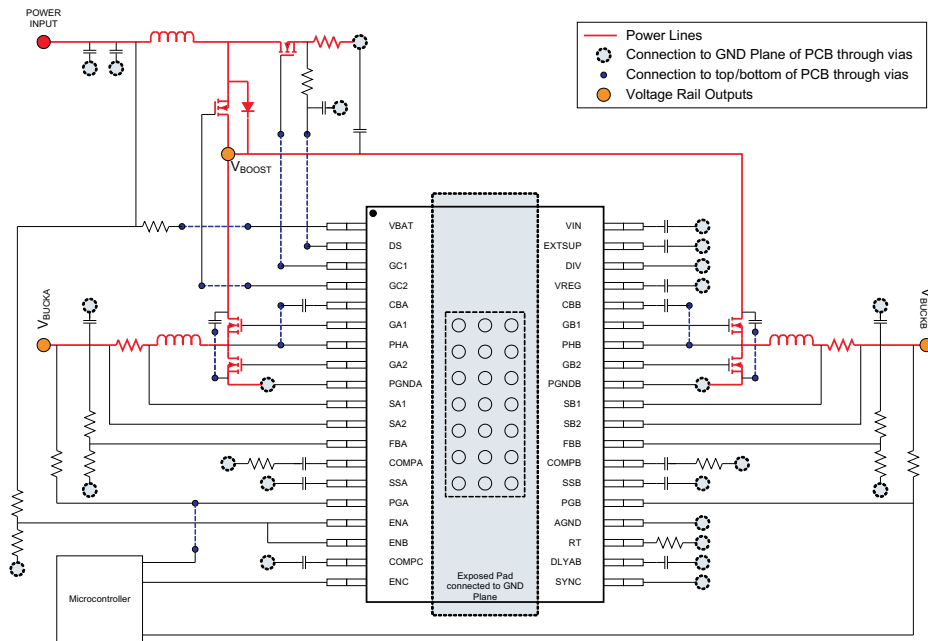 POWER
INPUT
Power Lines
Connection to GND Plane of PCB through vias
Connection to top/bottom of PCB through vias
Voltage Rail Outputs
VBOOST
VBUCKA
VBUCKB
VBAT
DS
GC1
GC2
CBA
GA1
PHA
GA2
PGNDA
SA1
SA2
FBA
COMPA
SSA
PGA
ENA
ENB
COMPC
ENC
VIN
EXTSUP
DIV
VREG
CBB
GB1
PHB
GB2
PGNDB
SB1
SB2
FBB
COMPB
SSB
PGB
AGND
RT
DLYAB
SYNC
Exposed Pad
connected to GND
Plane
Microcontroller